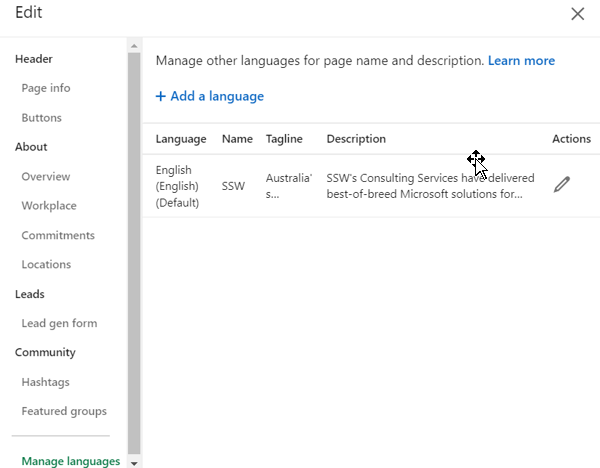 Edit
Header
Page info
Buttons
About
Overview
Workplace
Commitments
Locations
Leads
Lead gen form
Community
Hashtags
Featured groups
Manage languages
Manage other languages for page name and description. Learn more
+ Add a language
Language Name Tagline Description Actions
English
(English)
(Default)
SSW
Australia'
s...
SSW's Consulting Services have delivered
best-of-breed Microsoft solutions for...